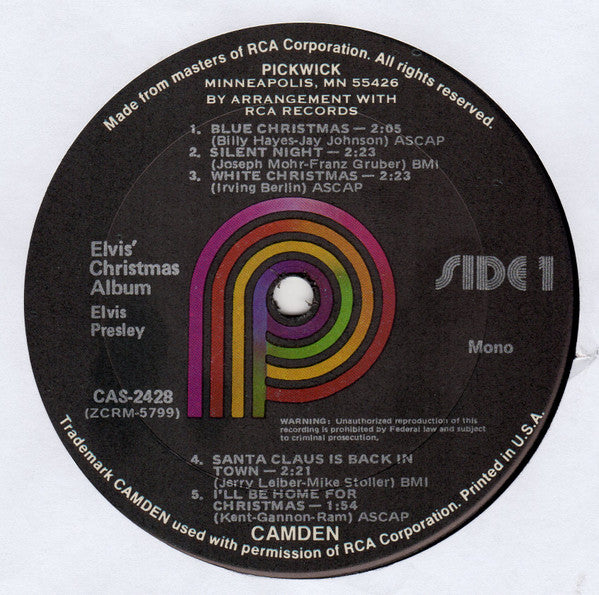 Made from masters of RCA Corporation. All rights reserved.
PICKWICK
MINNEAPOLIS, MN 55426
BY ARRANGEMENT WITH
RCA RECORDS
1. BLUE CHRISTMAS — 2:05
(Billy Hayes-Jay Johnson) ASCAP
2. SILENT NIGHT — 2:23
(Joseph Mohr-Franz Gruber) BMI
3. WHITE CHRISTMAS — 2:23
(Irving Berlin) ASCAP
Elvis'
Christmas
Album
Elvis
Presley
SIDE 1
Mono
CAS-2428
(ZCRM-5799)
WARNING: Unauthorized reproduction of this
recording is prohibited by Federal law and subject
to criminal prosecution.
4. SANTA CLAUS IS BACK IN
TOWN — 2:21
(Jerry Leiber-Mike Stoller) BMI
5. I'LL BE HOME FOR
CHRISTMAS — 1:54
(Kent-Gannon-Ram) ASCAP
CAMDEN
Trademark CAMDEN used with permission of RCA Corporation. Printed in U.S.A.